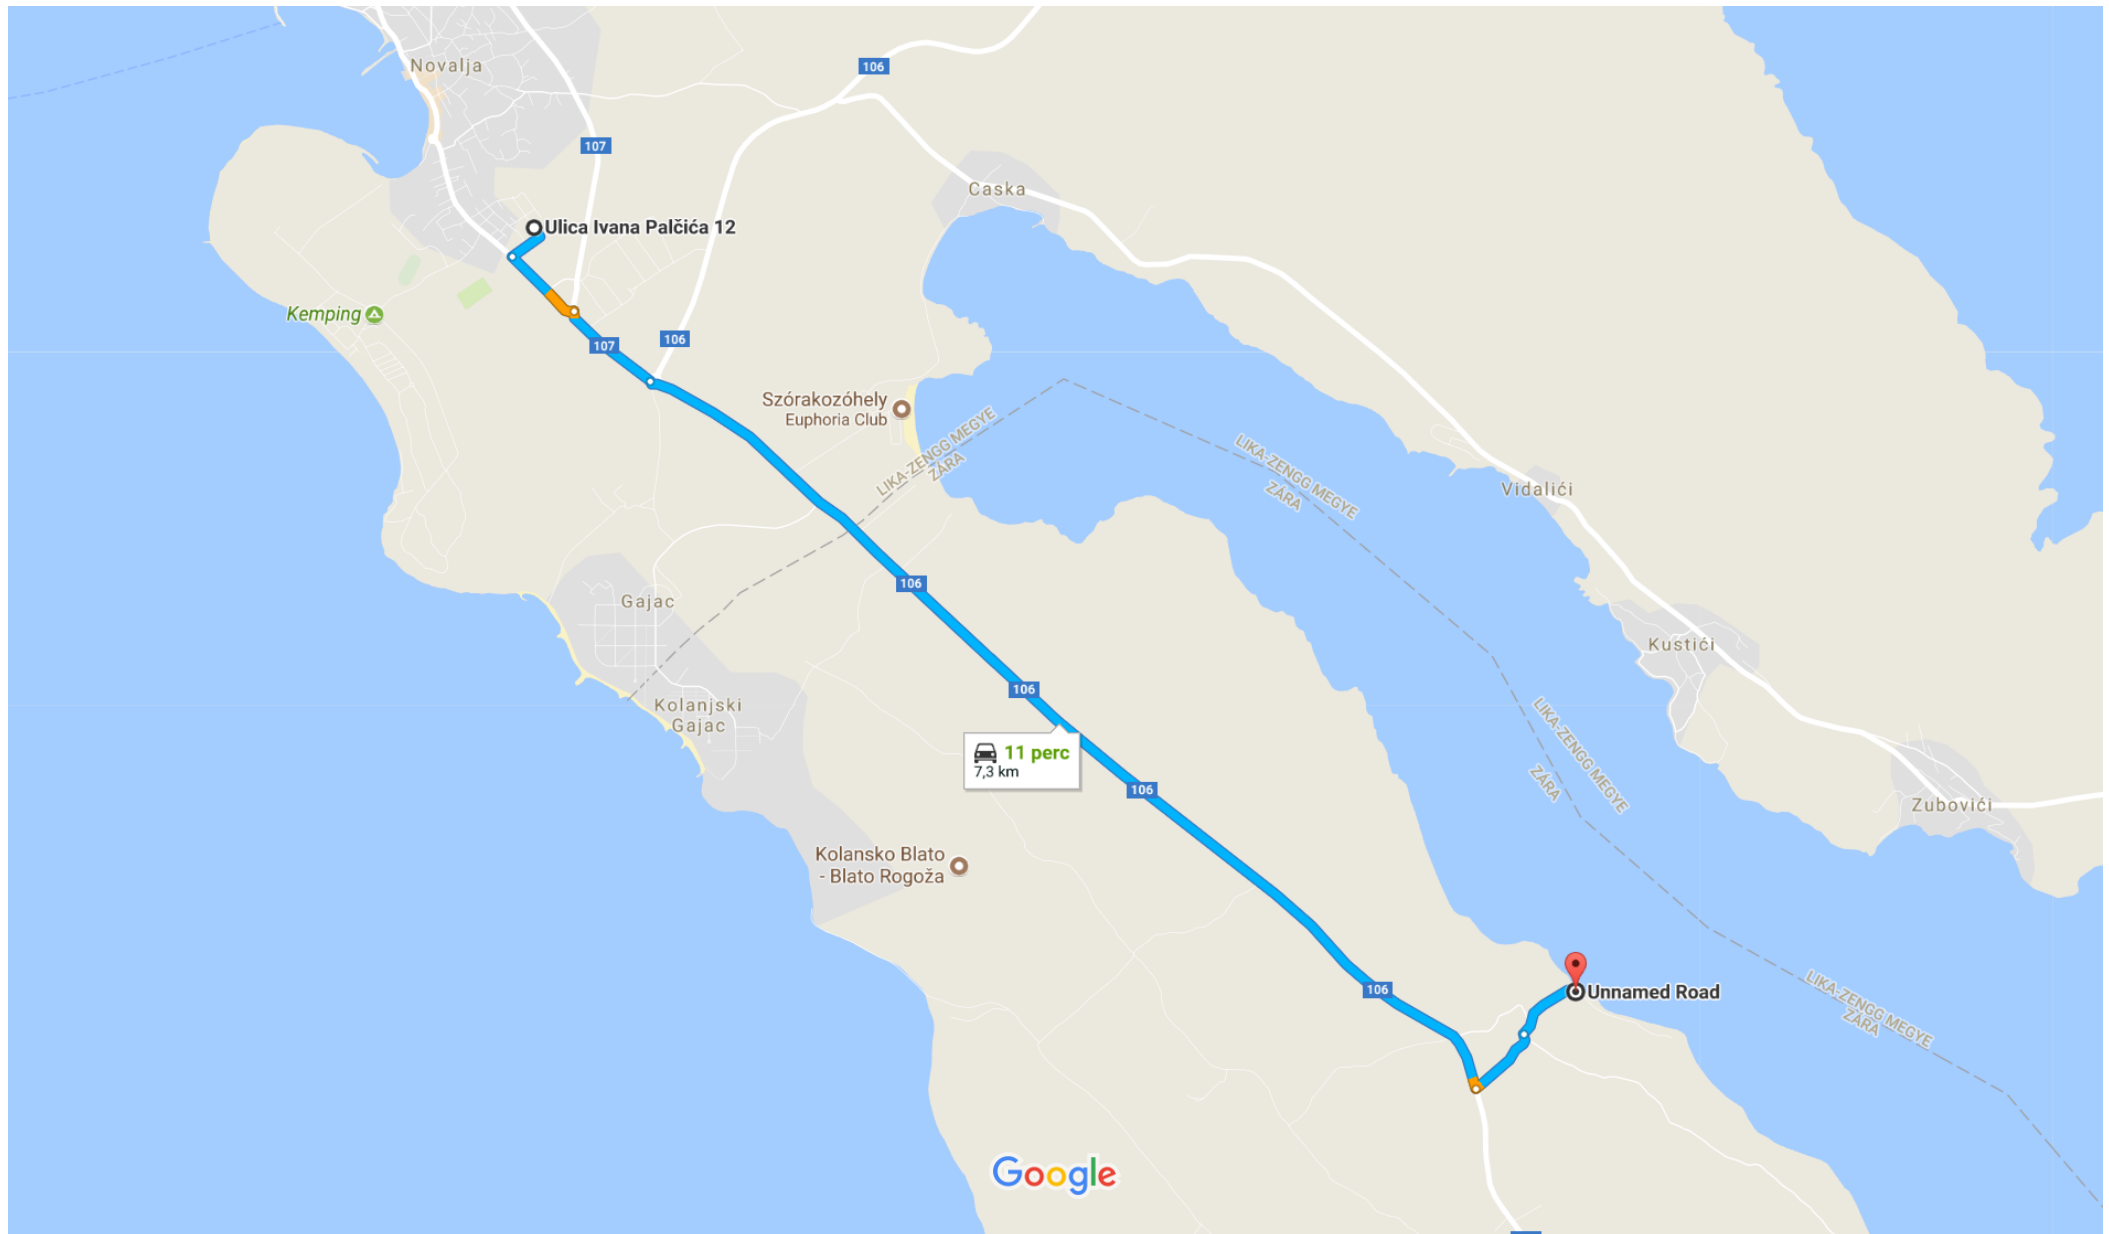 Novalja
106
107
Caska
Ulica Ivana Palčića 12
Kemping
106
107
Szórakozóhely
Euphoria Club
LIKA-ZENGG MEGYE
ZÁRA
LIKA-ZENGG MEGYE
ZÁRA
Vidalići
106
Gajac
Kustići
106
Kolanjski
Gajac
LIKA-ZENGG MEGYE
ZÁRA
11 perc
7,3 km
106
Zubovići
Kolansko Blato
- Blato Rogoža
106
Unnamed Road
LIKA-ZENGG MEGYE
ZÁRA
Google